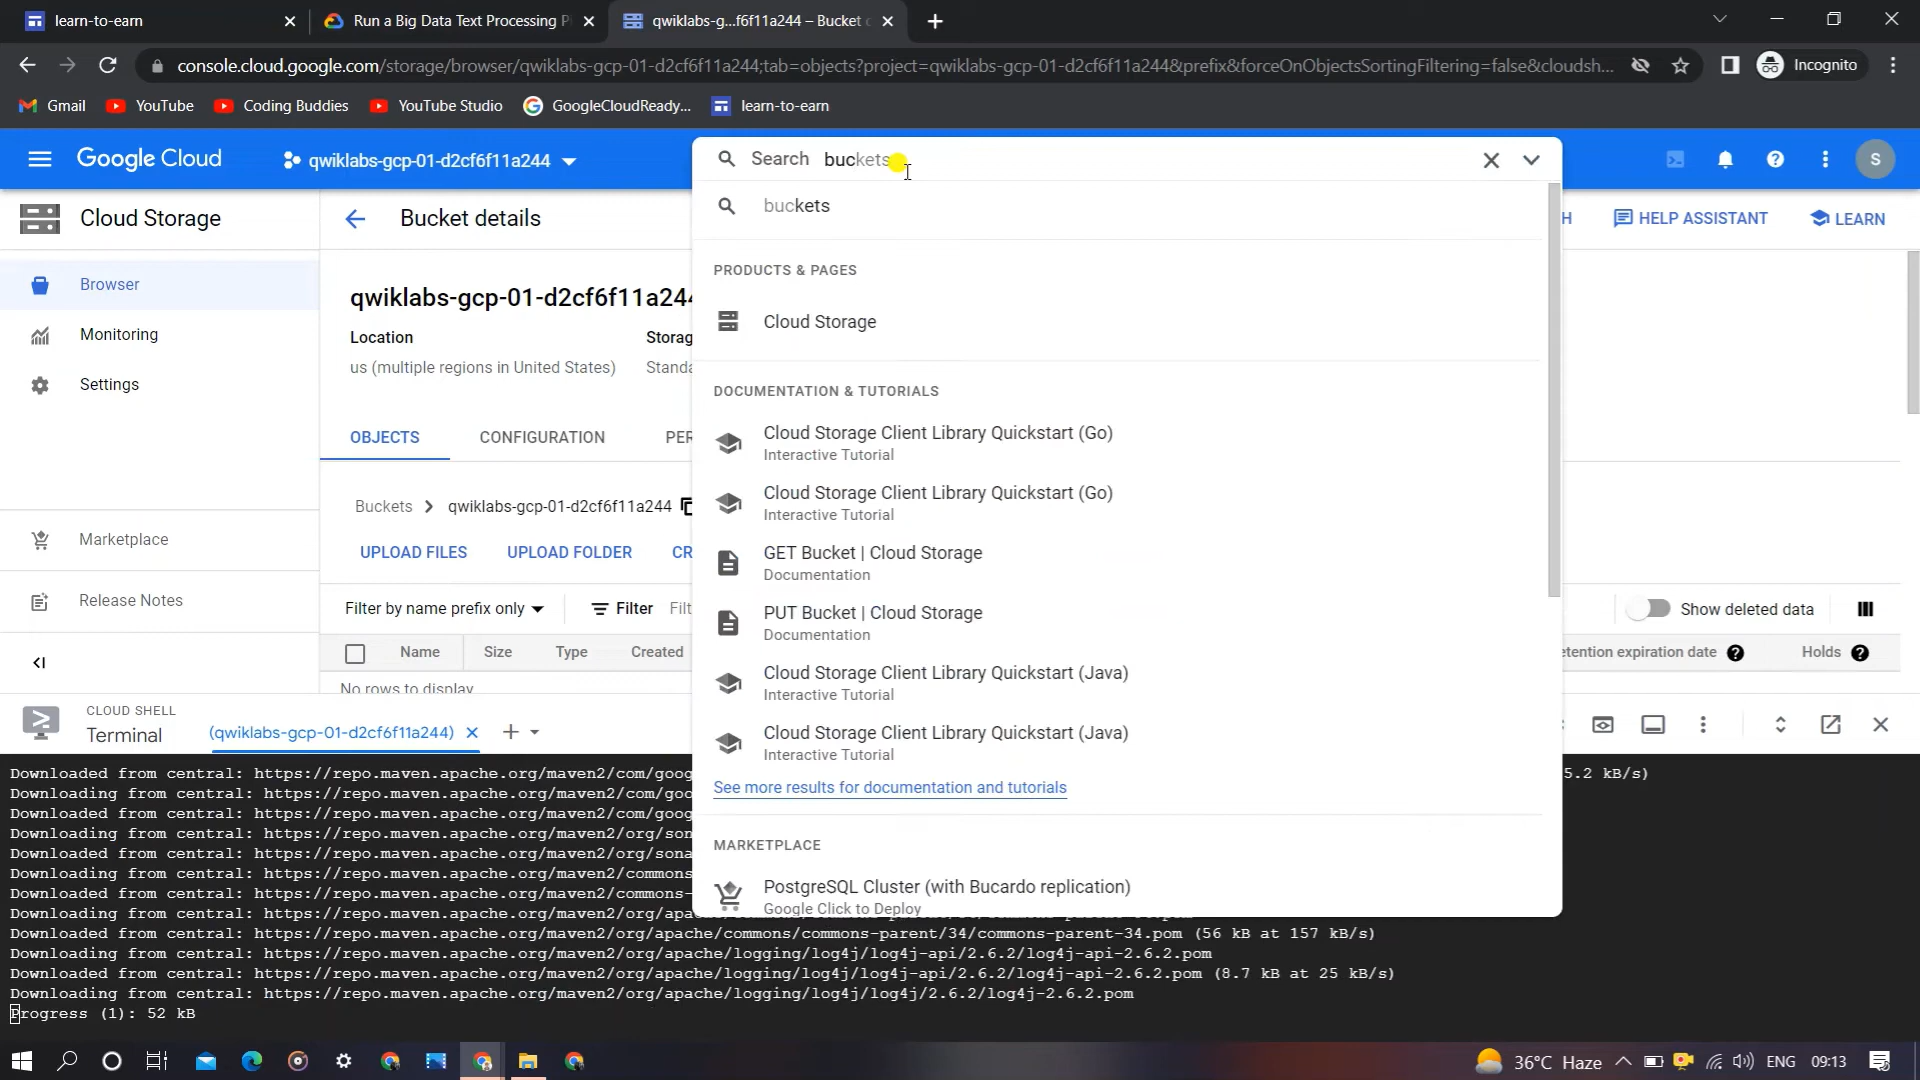 learn-to-earn
Run a Big Data Text Processing P
qwiklabs-g...f6f11a244 – Bucket
console.cloud.google.com/storage/browser/qwiklabs-gcp-01-d2cf6f11a244;tab=objects?project=qwiklabs-gcp-01-d2cf6f11a244&prefix&forceOnObjectsSortingFiltering=false&cloudsh...
Incognito
Gmail
YouTube
Coding Buddies
YouTube Studio
GoogleCloudReady...
learn-to-earn
Google Cloud
qwiklabs-gcp-01-d2cf6f11a244
Search buckets
S
Cloud Storage
Bucket details
buckets
HELP ASSISTANT
LEARN
Browser
Monitoring
Settings
Marketplace
Release Notes
qwiklabs-gcp-01-d2cf6f11a244
Location
us (multiple regions in United States)
OBJECTS
CONFIGURATION
Buckets
qwiklabs-gcp-01-d2cf6f11a244
UPLOAD FILES
UPLOAD FOLDER
Filter by name prefix only
Filter
Show deleted data
Name
Size
Type
Created
etention expiration date
Holds
No rows to display
PRODUCTS & PAGES
Cloud Storage
DOCUMENTATION & TUTORIALS
Cloud Storage Client Library Quickstart (Go)
Interactive Tutorial
Cloud Storage Client Library Quickstart (Go)
Interactive Tutorial
GET Bucket | Cloud Storage
Documentation
PUT Bucket | Cloud Storage
Documentation
Cloud Storage Client Library Quickstart (Java)
Interactive Tutorial
Cloud Storage Client Library Quickstart (Java)
Interactive Tutorial
See more results for documentation and tutorials
MARKETPLACE
PostgreSQL Cluster (with Bucardo replication)
Google Click to Deploy
CLOUD SHELL
Terminal
(qwiklabs-gcp-01-d2cf6f11a244)
Downloaded from central: https://repo.maven.apache.org/maven2/com/goog 5.2 kB/s)
Downloading from central: https://repo.maven.apache.org/maven2/com/goo
Downloaded from central: https://repo.maven.apache.org/maven2/com/goog
Downloading from central: https://repo.maven.apache.org/maven2/org/son
Downloaded from central: https://repo.maven.apache.org/maven2/org/sona
Downloading from central: https://repo.maven.apache.org/maven2/commons
Downloaded from central: https://repo.maven.apache.org/maven2/commons-
Downloading from central: https://repo.maven.apache.org/maven2/org/apa
Downloaded from central: https://repo.maven.apache.org/maven2/org/apache/commons/commons-parent/34/commons-parent-34.pom (56 kB at 157 kB/s)
Downloading from central: https://repo.maven.apache.org/maven2/org/apache/logging/log4j/log4j-api/2.6.2/log4j-api-2.6.2.pom
Downloaded from central: https://repo.maven.apache.org/maven2/org/apache/logging/log4j/log4j-api/2.6.2/log4j-api-2.6.2.pom (8.7 kB at 25 kB/s)
Downloading from central: https://repo.maven.apache.org/maven2/org/apache/logging/log4j/log4j/2.6.2/log4j-2.6.2.pom
Progress (1): 52 kB
36°C Haze
ENG
09:13